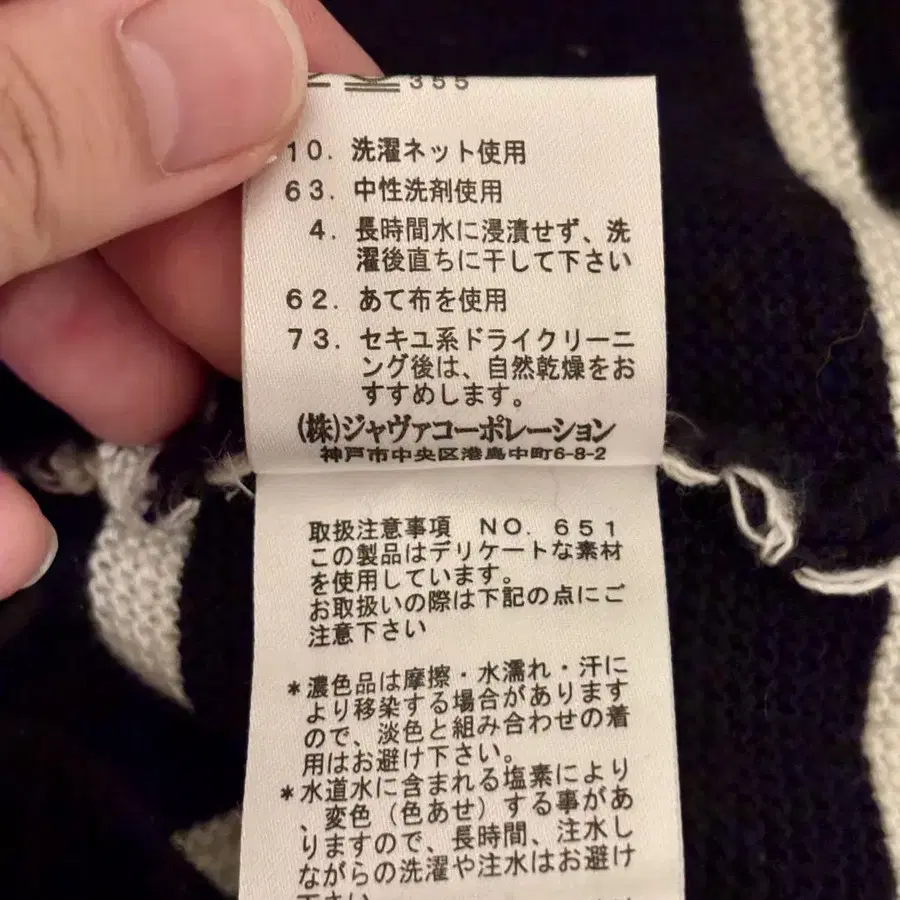 355
10. 洗濯ネット使用
63. 中性洗剤使用
4. 長時間水に浸漬せず、洗
濯後直ちに干して下さい
62. あて布を使用
73. セキユ系ドライクリーニ
ング後は、自然乾燥をお
すすめします。
(株)ジャヴァコーポレーション
神戸市中央区港島中町6-8-2
取扱注意事項 NO. 651
この製品はデリケートな素材
を使用しています。
お取扱いの際は下記の点にご
注意下さい
*濃色品は摩擦・水濡れ・汗に
より移染する場合があります
ので、淡色と組み合わせの着
用はお避け下さい。
*水道水に含まれる塩素により
、変色(色あせ)する事があ
りますので、長時間、注水し
ながらの洗濯や注水はお避け
下さい。